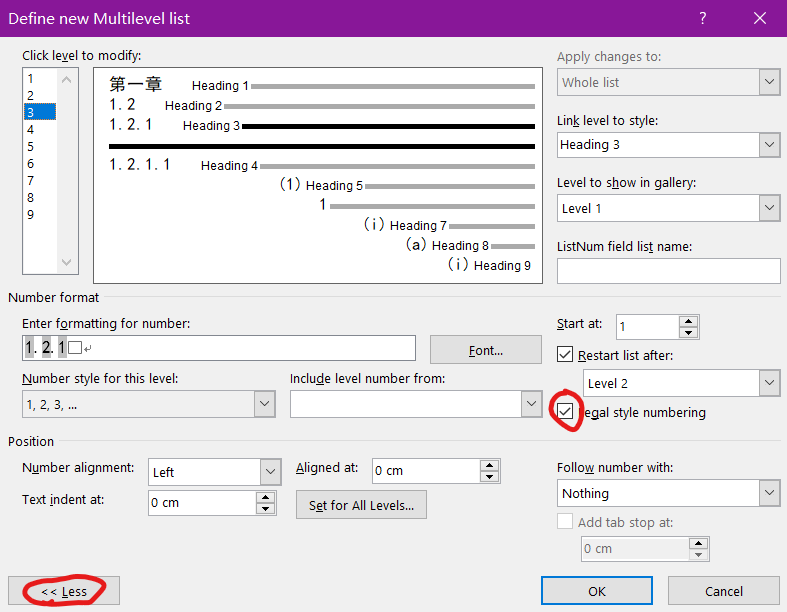 Define new Multilevel list ?
Click level to modify:
1
2
3
4
5
6
7
8
9
第一章 Heading 1
1.2 Heading 2
1.2.1 Heading 3
1.2.1.1 Heading 4
(1) Heading 5
1
(i) Heading 7
(a) Heading 8
(i) Heading 9
Apply changes to:
Whole list
Link level to style:
Heading 3
Level to show in gallery:
Level 1
ListNum field list name:
Number format
Enter formatting for number:
1.2.1
Font...
Number style for this level:
1, 2, 3, ...
Include level number from:
Start at: 1
Restart list after:
Level 2
egal style numbering
Position
Number alignment: Left
Aligned at: 0 cm
Text indent at: 0 cm
Set for All Levels...
Follow number with:
Nothing
Add tab stop at:
0 cm
<< Less
OK
Cancel